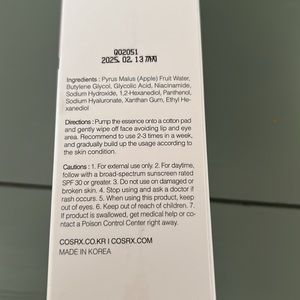 QO2051
2025. 02. 13까지
Ingredients : Pyrus Malus (Apple) Fruit Water,
Butylene Glycol, Glycolic Acid, Niacinamide,
Sodium Hydroxide, 1,2-Hexanediol, Panthenol,
Sodium Hyaluronate, Xanthan Gum, Ethyl He-
xanediol
Directions : Pump the essence onto a cotton pad
and gently wipe off face avoiding lip and eye
area. Recommend to use 2-3 times in a week,
and gradually build up the usage according to
the skin condition.
Cautions : 1. For external use only. 2. For daytime,
follow with a broad-spectrum sunscreen rated
SPF 30 or greater. 3. Do not use on damaged or
broken skin. 4. Stop using and ask a doctor if
rash occurs. 5. When using this product, keep
out of eyes. 6. Keep out of reach of children. 7.
If product is swallowed, get medical help or co-
ntact a Poison Control Center right away.
COSRX.CO.KR I COSRX.COM
MADE IN KOREA